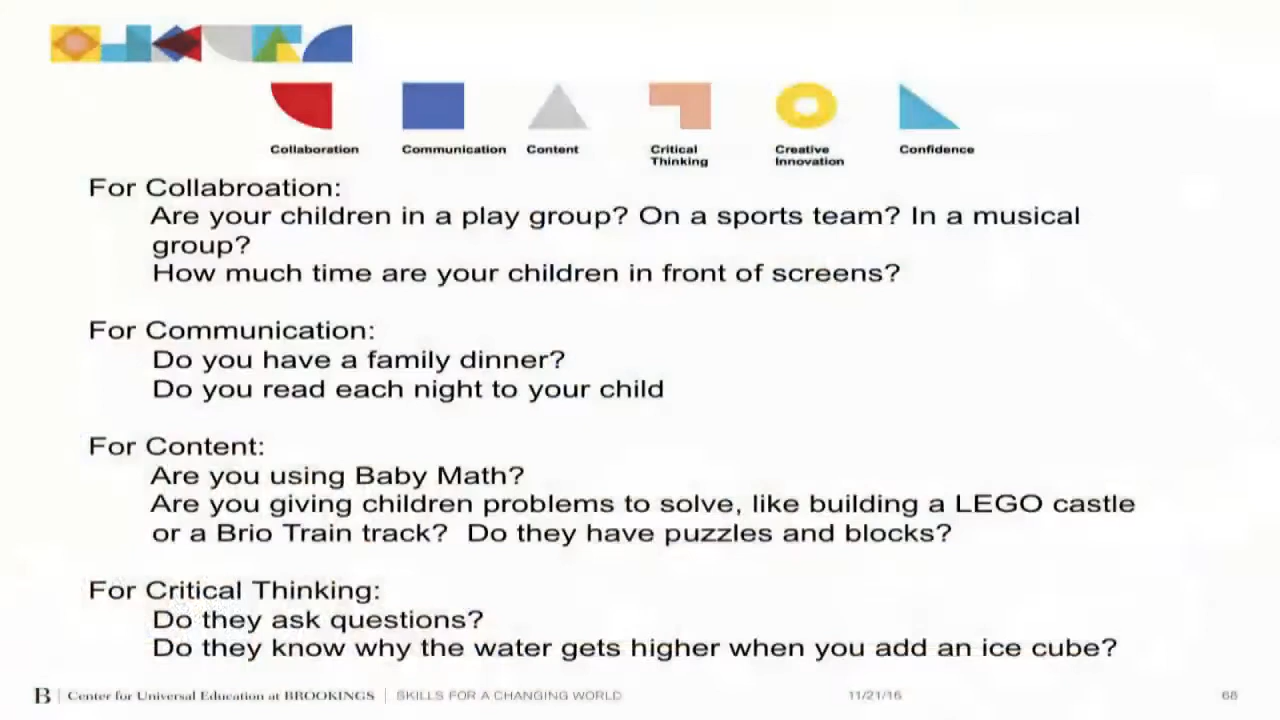 Collaboration Communication Content Critical Thinking Creative Innovation Confidence
For Collabroation:
Are your children in a play group? On a sports team? In a musical
group?
How much time are your children in front of screens?
For Communication:
Do you have a family dinner?
Do you read each night to your child
For Content:
Are you using Baby Math?
Are you giving children problems to solve, like building a LEGO castle
or a Brio Train track? Do they have puzzles and blocks?
For Critical Thinking:
Do they ask questions?
Do they know why the water gets higher when you add an ice cube?
B | Center for Universal Education at BROOKINGS | SKILLS FOR A CHANGING WORLD 11/21/16 68